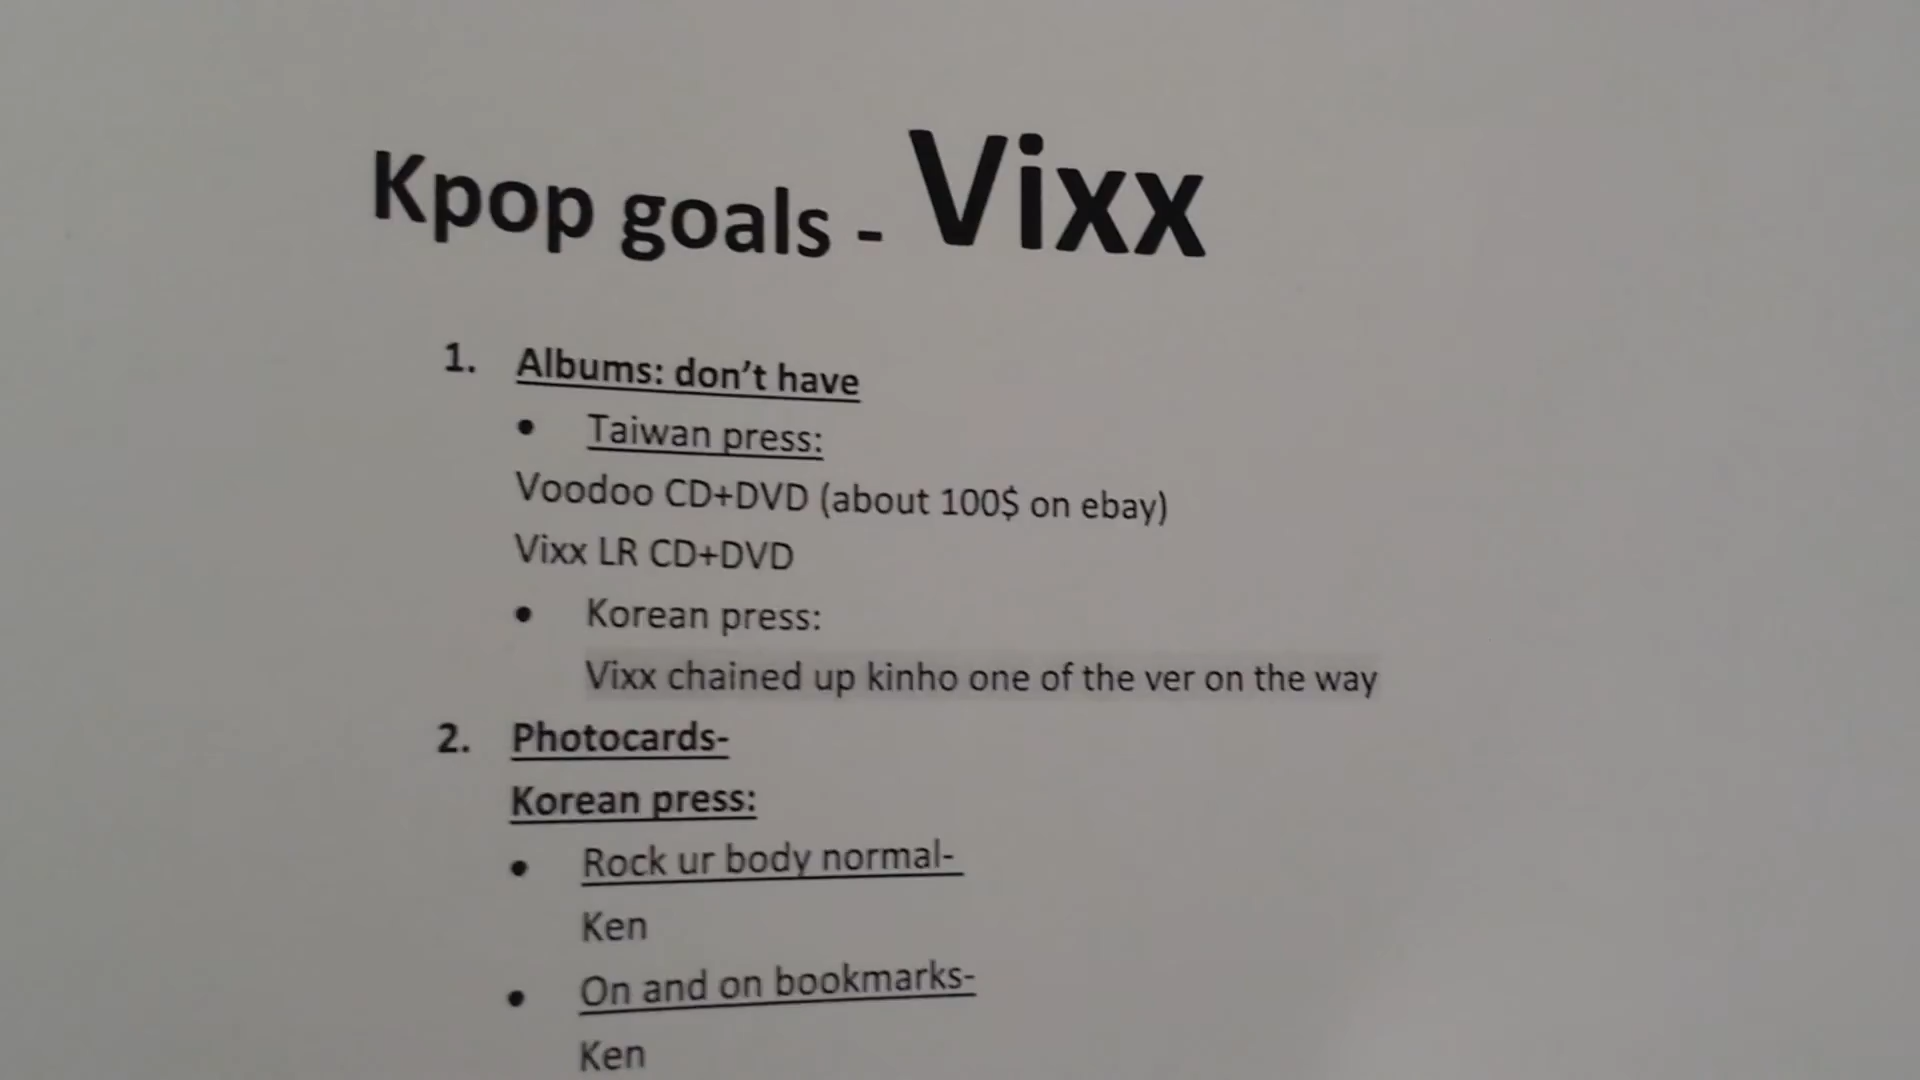 Kpop goals - Vixx
1. Albums: don't have
• Taiwan press:
Voodoo CD+DVD (about 100$ on ebay)
Vixx LR CD+DVD
• Korean press:
Vixx chained up kinho one of the ver on the way
2. Photocards-
Korean press:
• Rock ur body normal-
Ken
• On and on bookmarks-
Ken